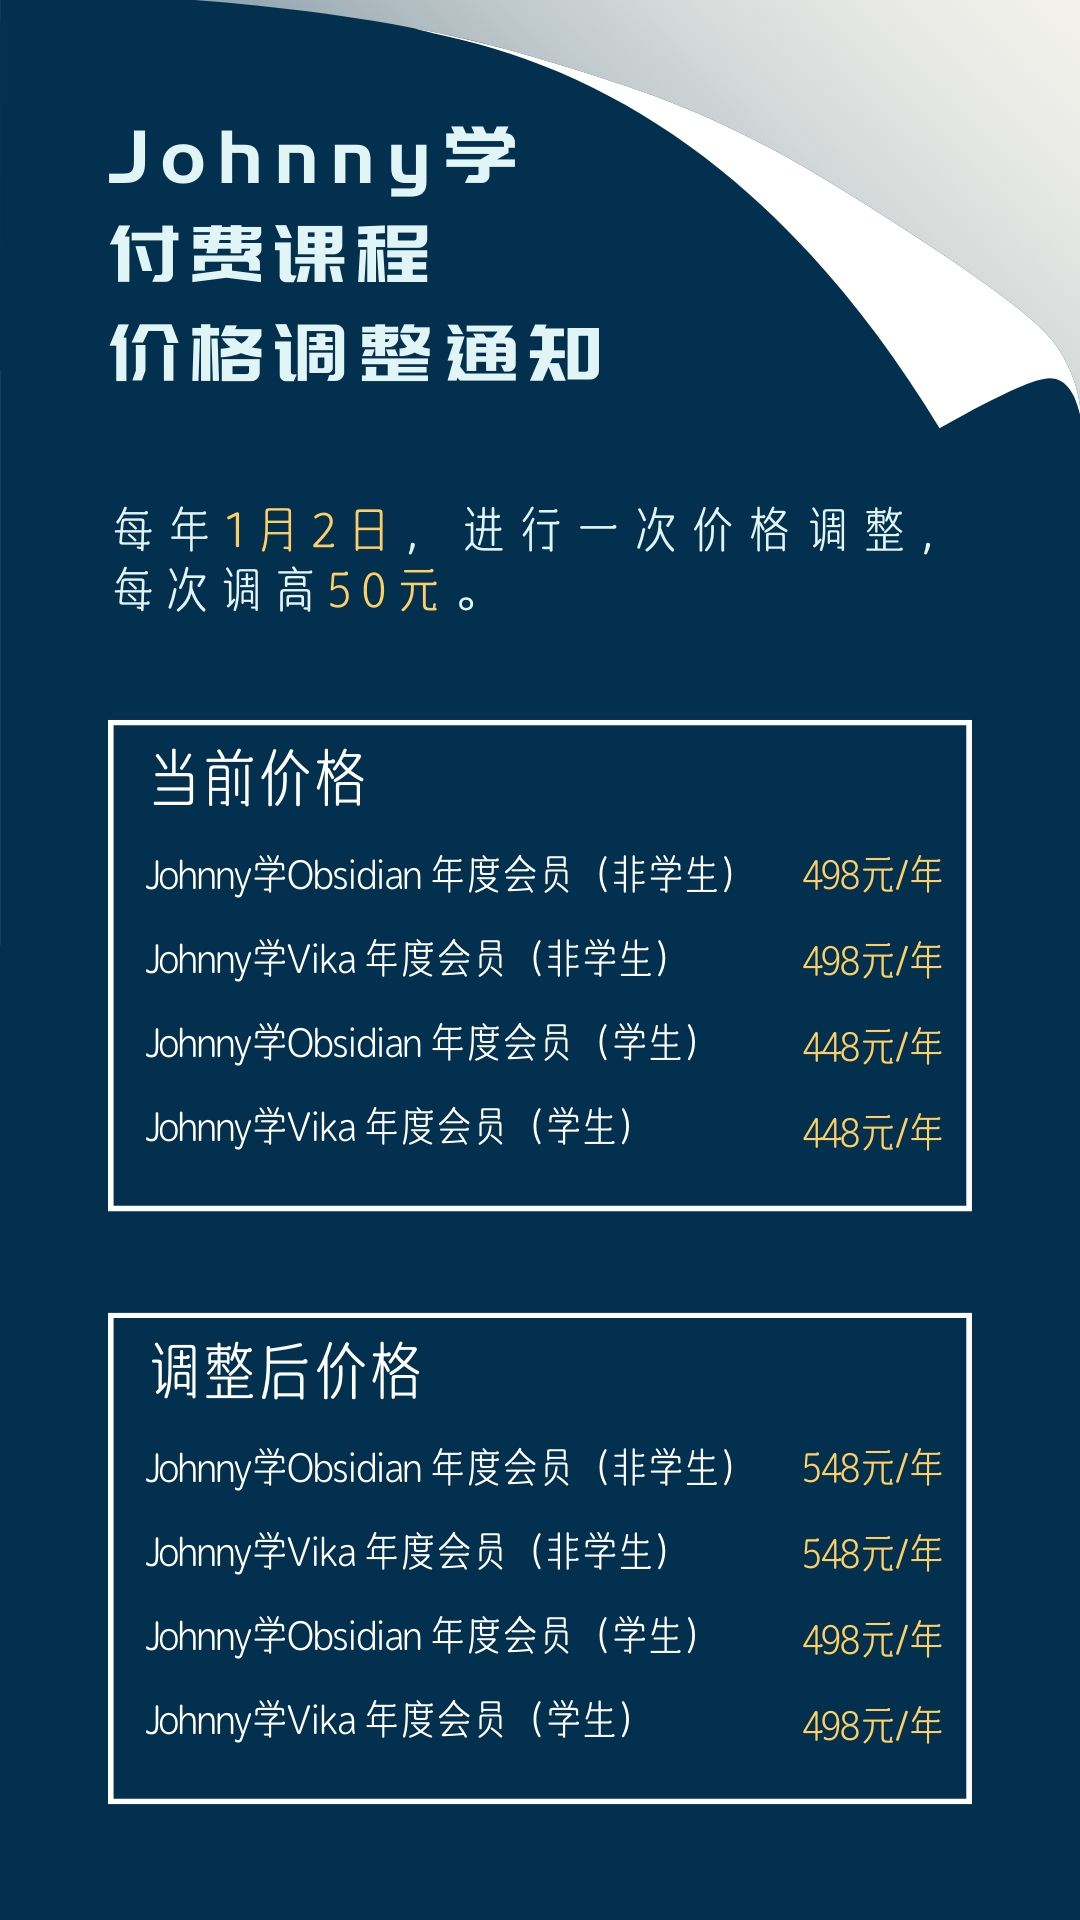 Johnny学
付费课程
价格调整通知
每年1月2日，进行一次价格调整，
每次调高50元。
当前价格
Johnny学Obsidian 年度会员（非学生） 498元/年
Johnny学Vika 年度会员（非学生） 498元/年
Johnny学Obsidian 年度会员（学生） 448元/年
Johnny学Vika 年度会员（学生） 448元/年
调整后价格
Johnny学Obsidian 年度会员（非学生） 548元/年
Johnny学Vika 年度会员（非学生） 548元/年
Johnny学Obsidian 年度会员（学生） 498元/年
Johnny学Vika 年度会员（学生） 498元/年